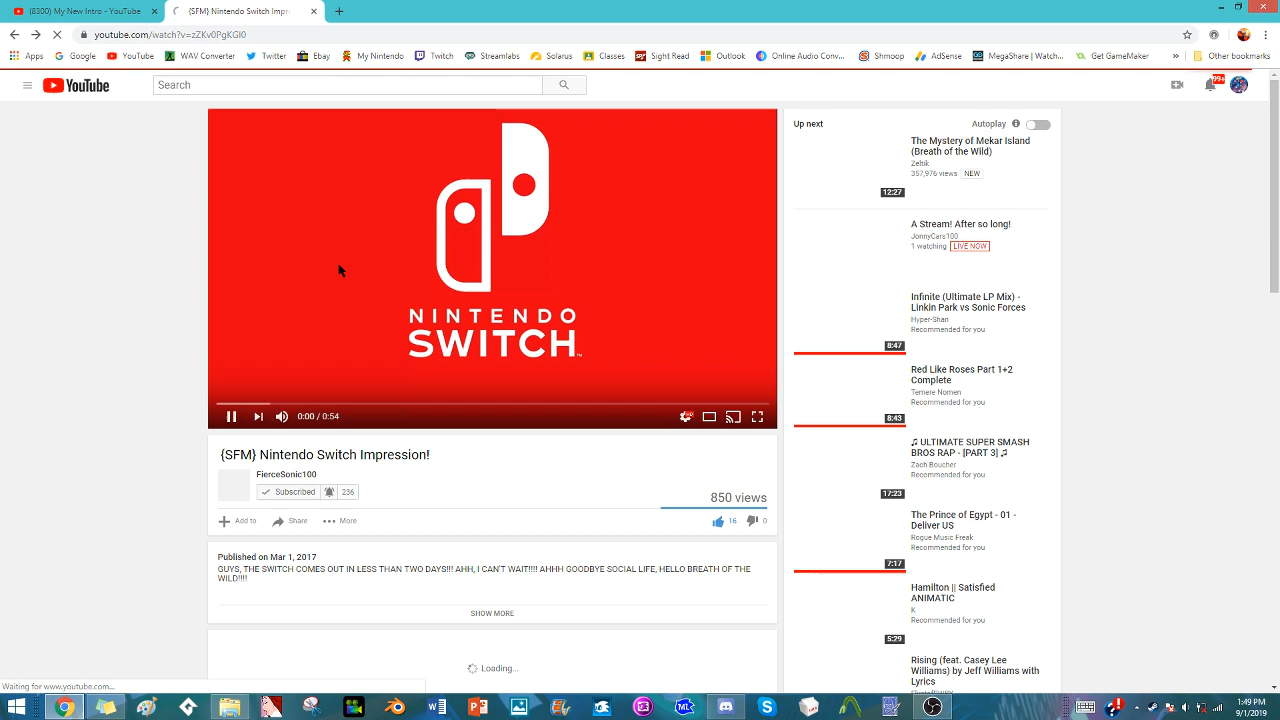 (8300) My New Intro - YouTube
{SFM} Nintendo Switch Impr
youtube.com/watch?v=zZKv0PgKGl0
Apps
Google
YouTube
WAV Converter
Twitter
Ebay
My Nintendo
Twitch
Streamlabs
Solarus
Classes
Sight Read
Outlook
Online Audio Conv...
Shmoop
AdSense
MegaShare | Watch...
Get GameMaker
»
Other bookmarks
YouTube
Search
99+
NINTENDO
SWITCH™
0:00 / 0:54
HD
{SFM} Nintendo Switch Impression!
FierceSonic100
Subscribed 236
850 views
Add to
Share
More
16
0
Published on Mar 1, 2017
GUYS, THE SWITCH COMES OUT IN LESS THAN TWO DAYS!!! AHH, I CAN'T WAIT!!!! AHHH GOODBYE SOCIAL LIFE, HELLO BREATH OF THE
WILD!!!!
SHOW MORE
Loading...
Up next
Autoplay
The Mystery of Mekar Island
(Breath of the Wild)
Zeltik
357,976 views NEW
12:27
A Stream! After so long!
JonnyCars100
1 watching LIVE NOW
Infinite (Ultimate LP Mix) -
Linkin Park vs Sonic Forces
Hyper-Shan
Recommended for you
8:47
Red Like Roses Part 1+2
Complete
Temere Nomen
Recommended for you
8:43
♫ ULTIMATE SUPER SMASH
BROS RAP - [PART 3] ♫
Zach Boucher
Recommended for you
17:23
The Prince of Egypt - 01 -
Deliver US
Rogue Music Freak
Recommended for you
7:17
Hamilton || Satisfied
ANIMATIC
K
Recommended for you
5:29
Rising (feat. Casey Lee
Williams) by Jeff Williams with
Lyrics
Waiting for www.youtube.com...
1:49 PM
9/1/2019